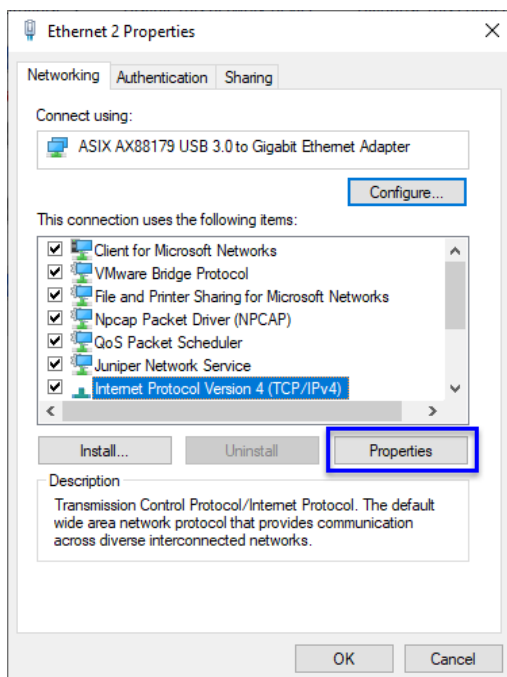 Ethernet 2 Properties
Networking Authentication Sharing
Connect using:
ASIX AX88179 USB 3.0 to Gigabit Ethernet Adapter
Configure...
This connection uses the following items:
Client for Microsoft Networks
VMware Bridge Protocol
File and Printer Sharing for Microsoft Networks
Npcap Packet Driver (NPCAP)
QoS Packet Scheduler
Juniper Network Service
Internet Protocol Version 4 (TCP/IPv4)
Install... Uninstall Properties
Description
Transmission Control Protocol/Internet Protocol. The default
wide area network protocol that provides communication
across diverse interconnected networks.
OK Cancel